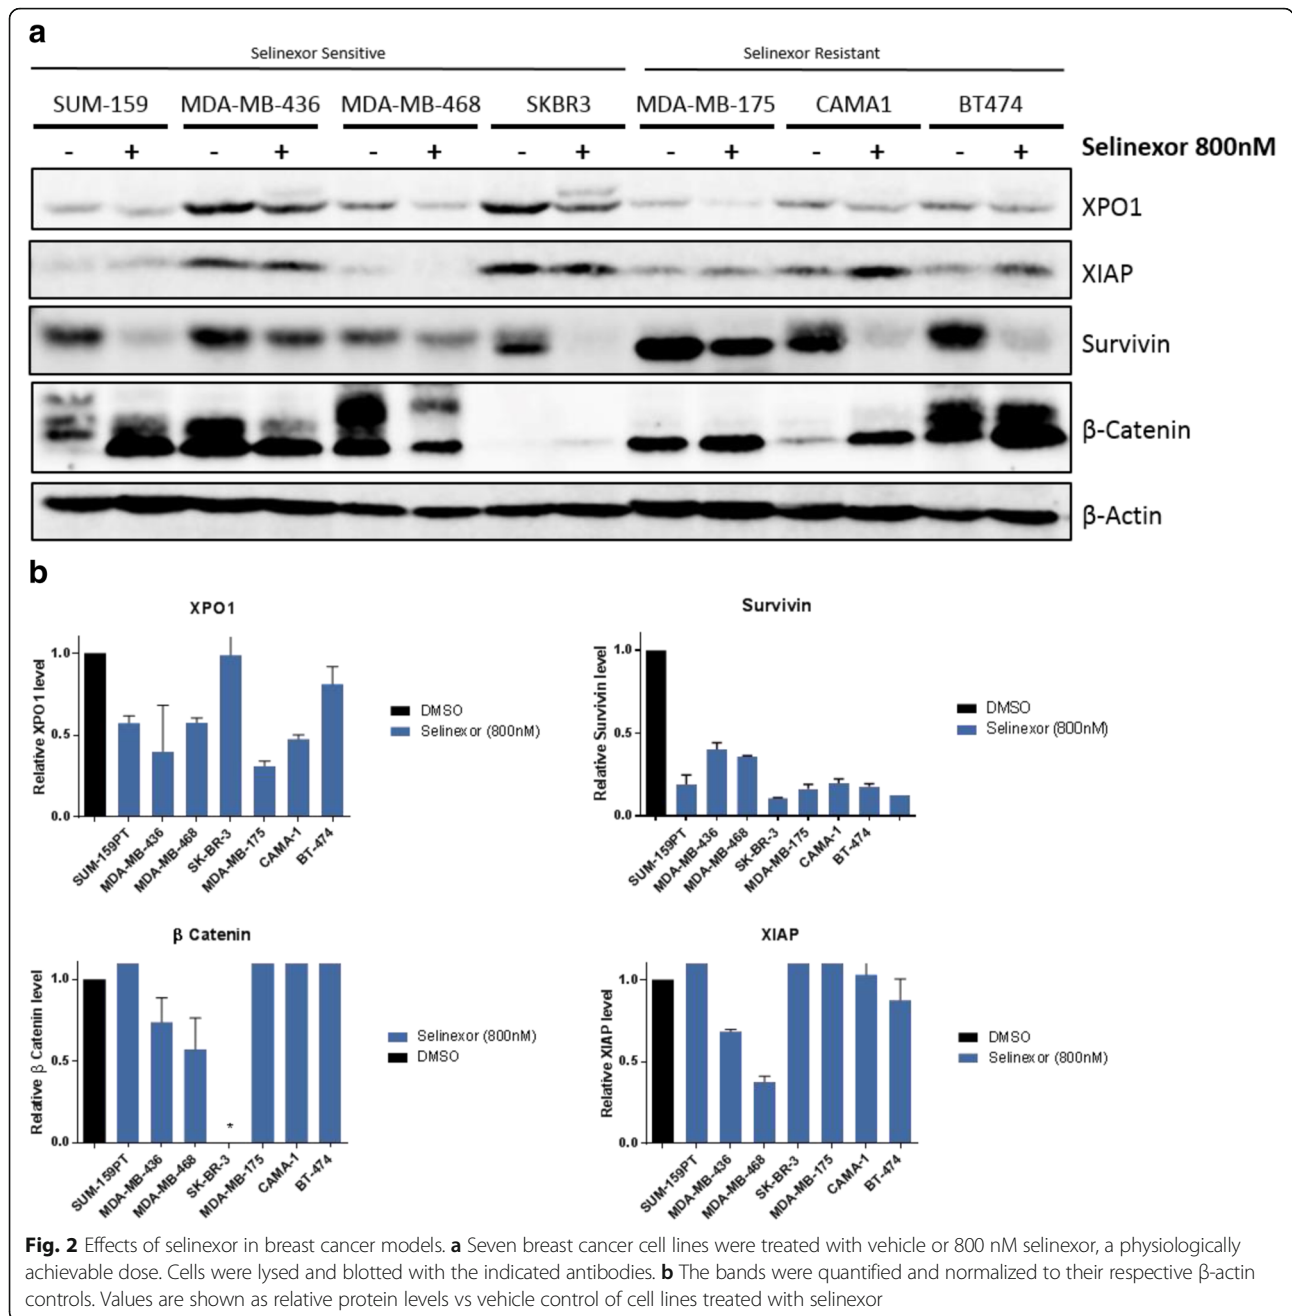 a
Selinexor Sensitive Selinexor Resistant
SUM-159 MDA-MB-436 MDA-MB-468 SKBR3 MDA-MB-175 CAMA1 BT474
- + - + - + - + - + - + - + Selinexor 800nM
XPO1
XIAP
Survivin
β-Catenin
β-Actin
b
XPO1
Relative XPO1 level
1.0
0.5
0.0
SUM-159PT
MDA-MB-436
MDA-MB-468
SK-BR-3
MDA-MB-175
CAMA-1
BT-474
DMSO
Selinexor (800nM)
Survivin
Relative Survivin level
1.0
0.5
0.0
SUM-159PT
MDA-MB-436
MDA-MB-468
SK-BR-3
MDA-MB-175
CAMA-1
BT-474
DMSO
Selinexor (800nM)
β Catenin
Relative β Catenin level
1.0
0.5
0.0
*
SUM-159PT
MDA-MB-436
MDA-MB-468
SK-BR-3
MDA-MB-175
CAMA-1
BT-474
Selinexor (800nM)
DMSO
XIAP
Relative XIAP level
1.0
0.5
0.0
SUM-159PT
MDA-MB-436
MDA-MB-468
SK-BR-3
MDA-MB-175
CAMA-1
BT-474
DMSO
Selinexor (800nM)
Fig. 2 Effects of selinexor in breast cancer models. a Seven breast cancer cell lines were treated with vehicle or 800 nM selinexor, a physiologically
achievable dose. Cells were lysed and blotted with the indicated antibodies. b The bands were quantified and normalized to their respective β-actin
controls. Values are shown as relative protein levels vs vehicle control of cell lines treated with selinexor